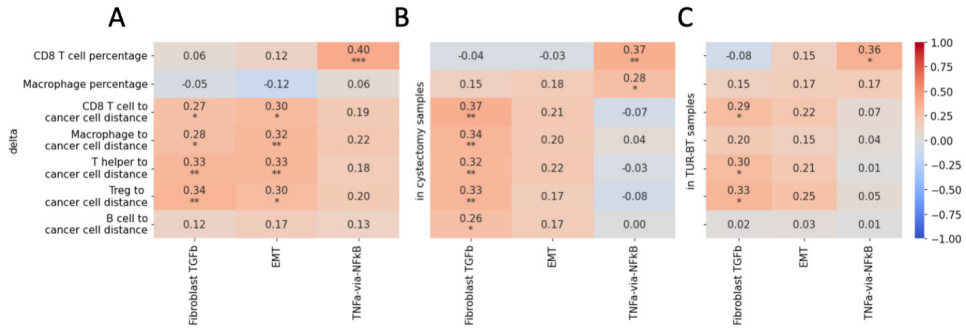 A
B
C
delta
CD8 T cell percentage
Macrophage percentage
CD8 T cell to
cancer cell distance
Macrophage to
cancer cell distance
T helper to
cancer cell distance
Treg to
cancer cell distance
B cell to
cancer cell distance
0.06 0.12 0.40
***
-0.05 -0.12 0.06
0.27 0.30 0.19
* *
0.28 0.32 0.22
* **
0.33 0.33 0.18
** **
0.34 0.30 0.20
** *
0.12 0.17 0.13
Fibroblast TGFb
EMT
TNFa-via-NFkB
in cystectomy samples
-0.04 -0.03 0.37
**
0.15 0.18 0.28
*
0.37 0.21 -0.07
**
0.34 0.20 0.04
**
0.32 0.22 -0.03
**
0.33 0.17 -0.08
**
0.26 0.17 0.00
*
Fibroblast TGFb
EMT
TNFa-via-NFkB
in TUR-BT samples
-0.08 0.15 0.36
*
0.15 0.17 0.17
0.29 0.22 0.07
*
0.20 0.15 0.04
0.30 0.21 0.01
*
0.33 0.25 0.05
*
0.02 0.03 0.01
Fibroblast TGFb
EMT
TNFa-via-NFkB
1.00
0.75
0.50
0.25
0.00
−0.25
−0.50
−0.75
−1.00